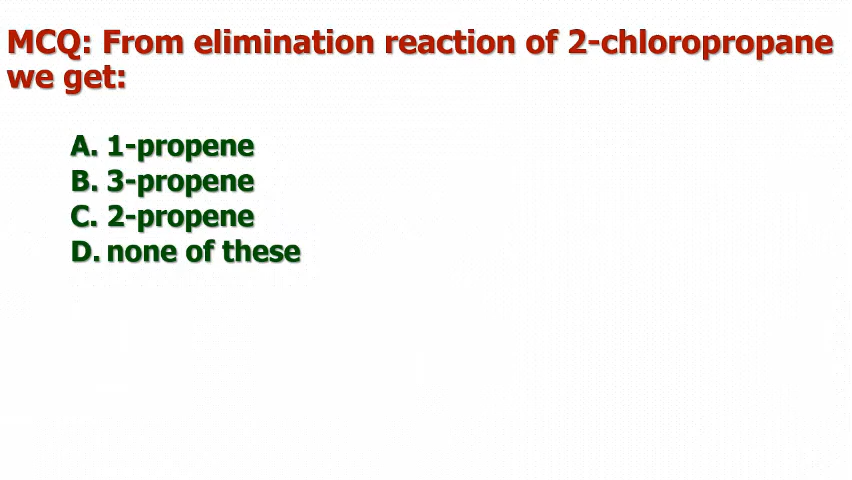 MCQ: From elimination reaction of 2-chloropropane
we get:
A. 1-propene
B. 3-propene
C. 2-propene
D. none of these